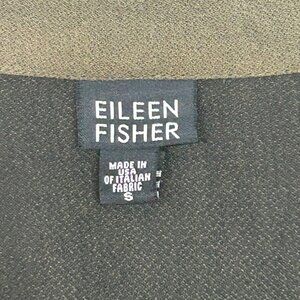 EILEEN
FISHER
MADE IN
USA
OF ITALIAN
FABRIC
S